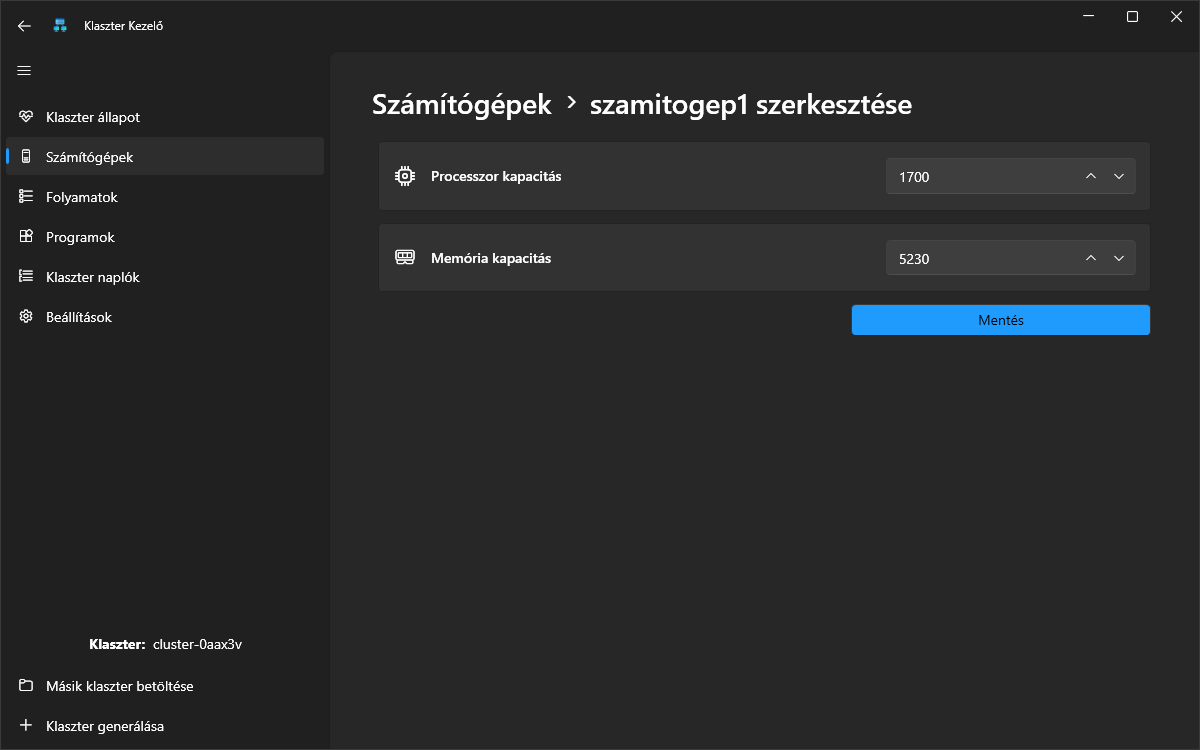 Klaszter Kezelő
Klaszter állapot
Számítógépek
Folyamatok
Programok
Klaszter naplók
Beállítások
Klaszter: cluster-0aax3v
Másik klaszter betöltése
Klaszter generálása
Számítógépek > szamitogep1 szerkesztése
Processzor kapacitás 1700
Memória kapacitás 5230
Mentés